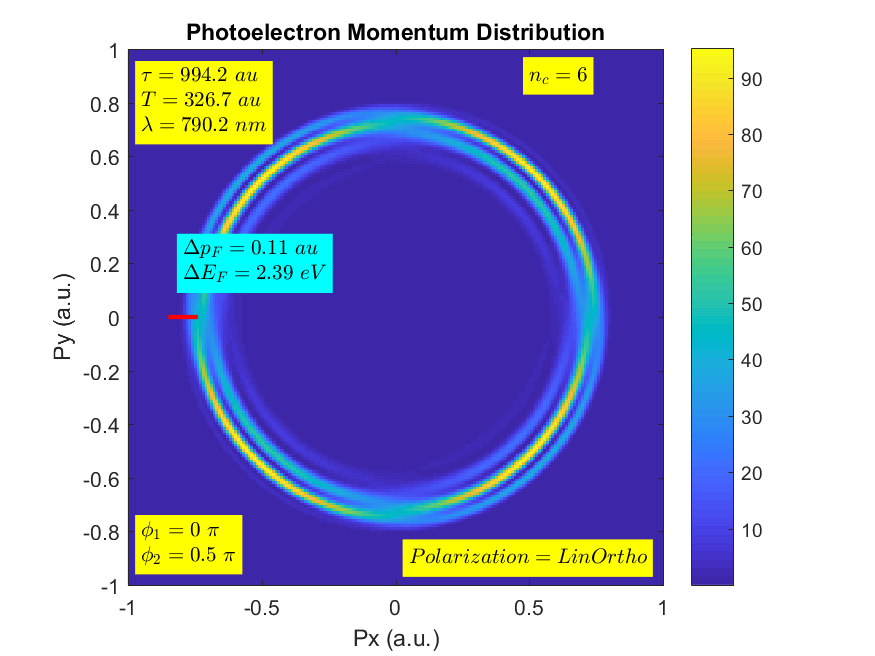 Photoelectron Momentum Distribution
τ = 994.2 au
T = 326.7 au
λ = 790.2 nm
n_c = 6
Δp_F = 0.11 au
ΔE_F = 2.39 eV
ϕ_1 = 0 π
ϕ_2 = 0.5 π
Polarization = LinOrtho
1
0.8
0.6
0.4
0.2
0
-0.2
-0.4
-0.6
-0.8
-1
Py (a.u.)
-1 -0.5 0 0.5 1
Px (a.u.)
90
80
70
60
50
40
30
20
10